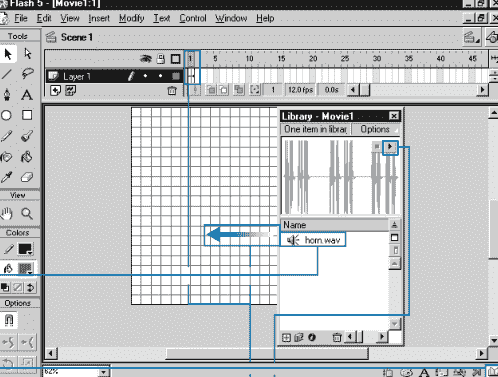 Flash 5 - [Movie1:1]
File Edit View Insert Modify Text Control Window Help
Tools
Scene 1
1 5 10 15 20 25 30 35 40 45
Layer 1
1 12.0 fps 0.0s
A
View
Colors
Options
Library - Movie1
One item in librar Options
Name
horn.wav
62%
A